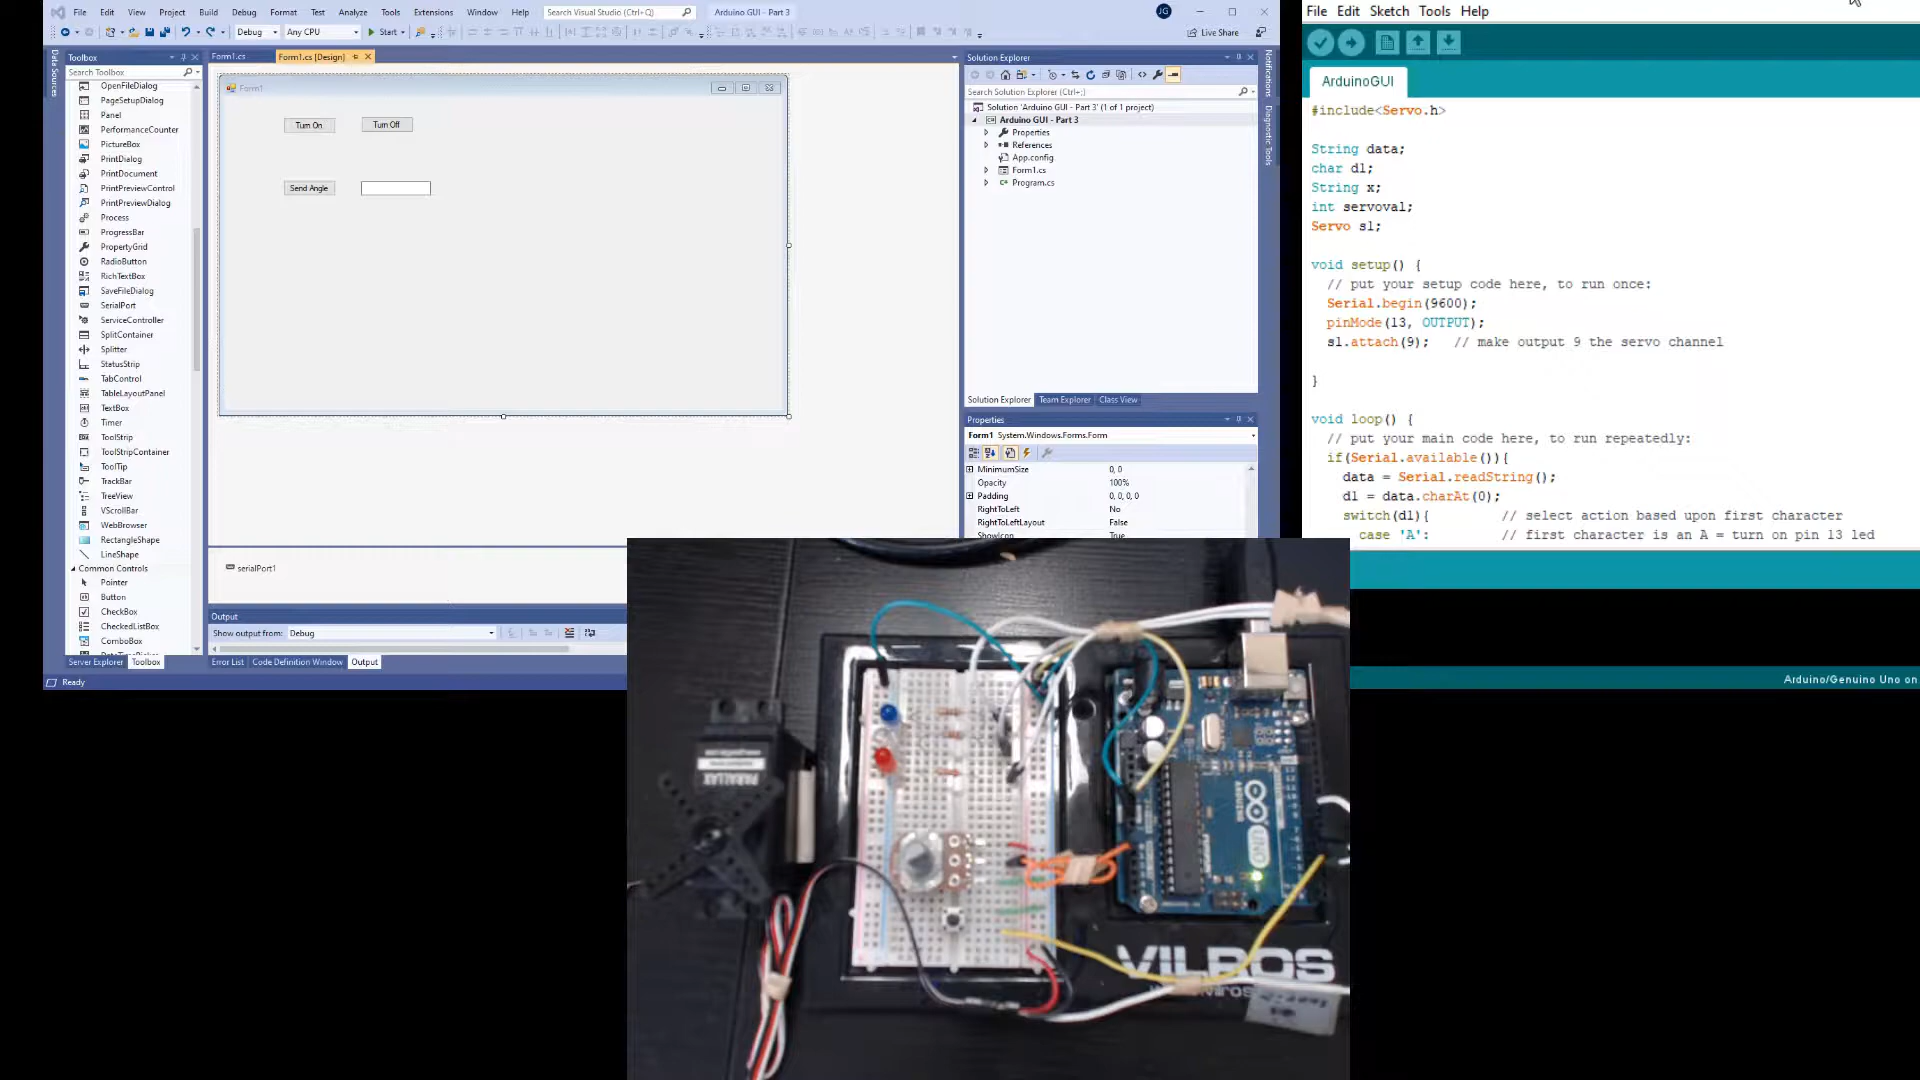 File Edit View Project Build Debug Format Test Analyze Tools Extensions Window Help Search Visual Studio (Ctrl+Q) Arduino GUI - Part 3 JG
Debug Any CPU Start Live Share
Data Sources
Toolbox
Search Toolbox
OpenFileDialog
PageSetupDialog
Panel
PerformanceCounter
PictureBox
PrintDialog
PrintDocument
PrintPreviewControl
PrintPreviewDialog
Process
ProgressBar
PropertyGrid
RadioButton
RichTextBox
SaveFileDialog
SerialPort
ServiceController
SplitContainer
Splitter
StatusStrip
TabControl
TableLayoutPanel
TextBox
Timer
ToolStrip
ToolStripContainer
ToolTip
TrackBar
TreeView
VScrollBar
WebBrowser
RectangleShape
LineShape
Common Controls
Pointer
Button
CheckBox
CheckedListBox
ComboBox
Server Explorer Toolbox
Ready
Form1.cs Form1.cs [Design]
Form1
Turn On Turn Off
Send Angle
serialPort1
Output
Show output from: Debug
Error List Code Definition Window Output
Solution Explorer
Search Solution Explorer (Ctrl+;)
Solution 'Arduino GUI - Part 3' (1 of 1 project)
Arduino GUI - Part 3
Properties
References
App.config
Form1.cs
Program.cs
Solution Explorer Team Explorer Class View
Properties
Form1 System.Windows.Forms.Form
MinimumSize 0, 0
Opacity 100%
Padding 0, 0, 0, 0
RightToLeft No
RightToLeftLayout False
ShowIcon True
Notifications
Diagnostic Tools
File Edit Sketch Tools Help
ArduinoGUI
#include<Servo.h>
String data;
char d1;
String x;
int servoval;
Servo s1;
void setup() {
// put your setup code here, to run once:
Serial.begin(9600);
pinMode(13, OUTPUT);
s1.attach(9); // make output 9 the servo channel
}
void loop() {
// put your main code here, to run repeatedly:
if(Serial.available()){
data = Serial.readString();
d1 = data.charAt(0);
switch(d1){ // select action based upon first character
case 'A': // first character is an A = turn on pin 13 led
Arduino/Genuino Uno on
PARALLAX
ARDUINO
UNO
VILROS